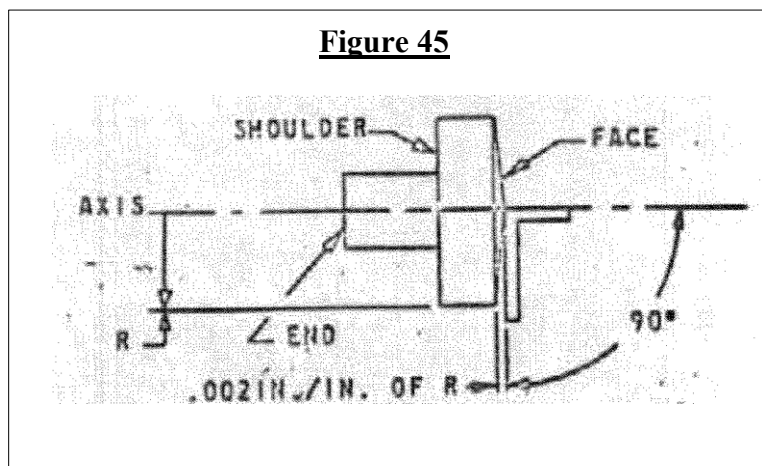 Figure 45
SHOULDER
FACE
AXIS
R
END
90°
.002IN./IN. OF R